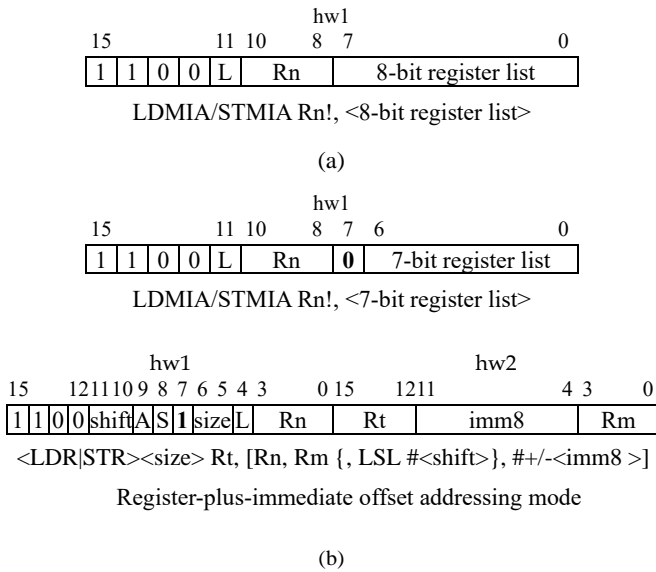 hw1
15 11 10 8 7 0
1 1 0 0 L Rn 8-bit register list
LDMIA/STMIA Rn!, <8-bit register list>
(a)
hw1
15 11 10 8 7 6 0
1 1 0 0 L Rn 0 7-bit register list
LDMIA/STMIA Rn!, <7-bit register list>
hw1 hw2
15 12 11 10 9 8 7 6 5 4 3 0 15 12 11 4 3 0
1 1 0 0 shift A S 1 size L Rn Rt imm8 Rm
<LDR|STR><size> Rt, [Rn, Rm {, LSL #<shift>}, #+/-<imm8 >]
Register-plus-immediate offset addressing mode
(b)